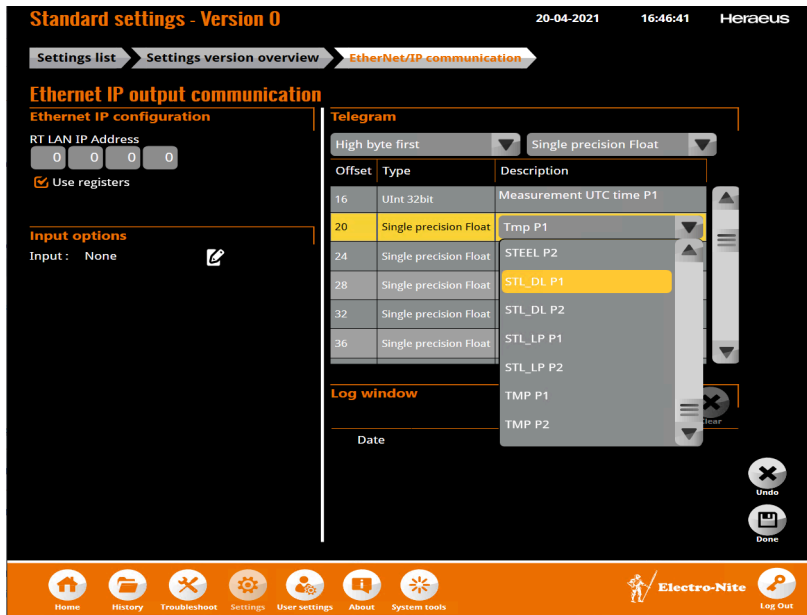 Standard settings - Version 0
20-04-2021
16:46:41
Heraeus
Settings list
Settings version overview
EtherNet/IP communication
Ethernet IP output communication
Ethernet IP configuration
RT LAN IP Address
0 0 0 0
Use registers
Input options
Input : None
Telegram
High byte first
Single precision Float
Offset Type Description
16 UInt 32bit Measurement UTC time P1
20 Single precision Float Tmp P1
24 Single precision Float
28 Single precision Float
32 Single precision Float
36 Single precision Float
STEEL P2
STL_DL P1
STL_DL P2
STL_LP P1
STL_LP P2
TMP P1
TMP P2
Log window
Clear
Date
Undo
Done
Home
History
Troubleshoot
Settings
User settings
About
System tools
Electro-Nite
Log Out